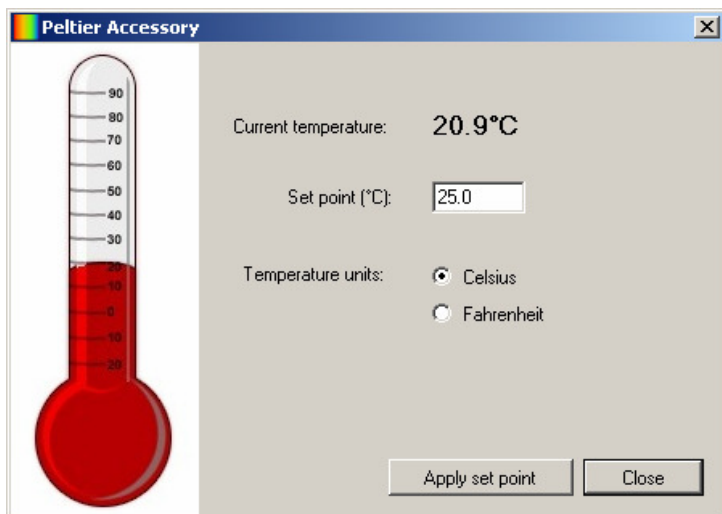 Peltier Accessory
90
80
70
60
50
40
30
20
10
0
10
20
Current temperature: 20.9°C
Set point (°C): 25.0
Temperature units: Celsius
Fahrenheit
Apply set point Close